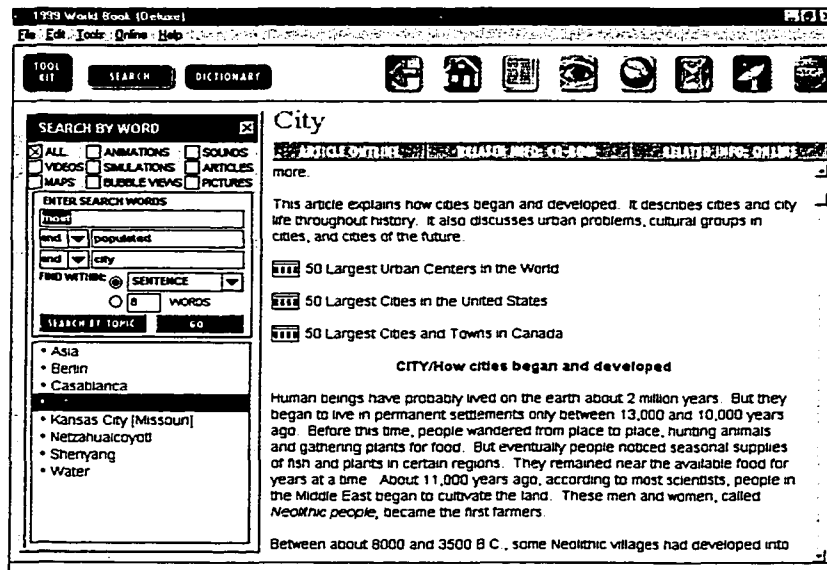 1999 World Book (Deluxe)
File Edit Tools Online Help
TOOL KIT
SEARCH
DICTIONARY
SEARCH BY WORD
ALL ANIMATIONS SOUNDS
VIDEOS SIMULATIONS ARTICLES
MAPS BUBBLE VIEWS PICTURES
ENTER SEARCH WORDS
most
and populated
and city
FIND WITHIN: SENTENCE
8 WORDS
SEARCH BY TOPIC GO
• Asia
• Berlin
• Casablanca
• Kansas City [Missouri]
• Netzahualcoyotl
• Shenyang
• Water
City
ARTICLE OUTLINE RELATED INFO: CD-ROM RELATED INFO: ONLINE
more.
This article explains how cities began and developed. It describes cities and city
life throughout history. It also discusses urban problems, cultural groups in
cities, and cities of the future.
50 Largest Urban Centers in the World
50 Largest Cities in the United States
50 Largest Cities and Towns in Canada
CITY/How cities began and developed
Human beings have probably lived on the earth about 2 million years. But they
began to live in permanent settlements only between 13,000 and 10,000 years
ago. Before this time, people wandered from place to place, hunting animals
and gathering plants for food. But eventually people noticed seasonal supplies
of fish and plants in certain regions. They remained near the available food for
years at a time. About 11,000 years ago, according to most scientists, people in
the Middle East began to cultivate the land. These men and women, called
Neolithic people, became the first farmers.
Between about 8000 and 3500 B.C., some Neolithic villages had developed into